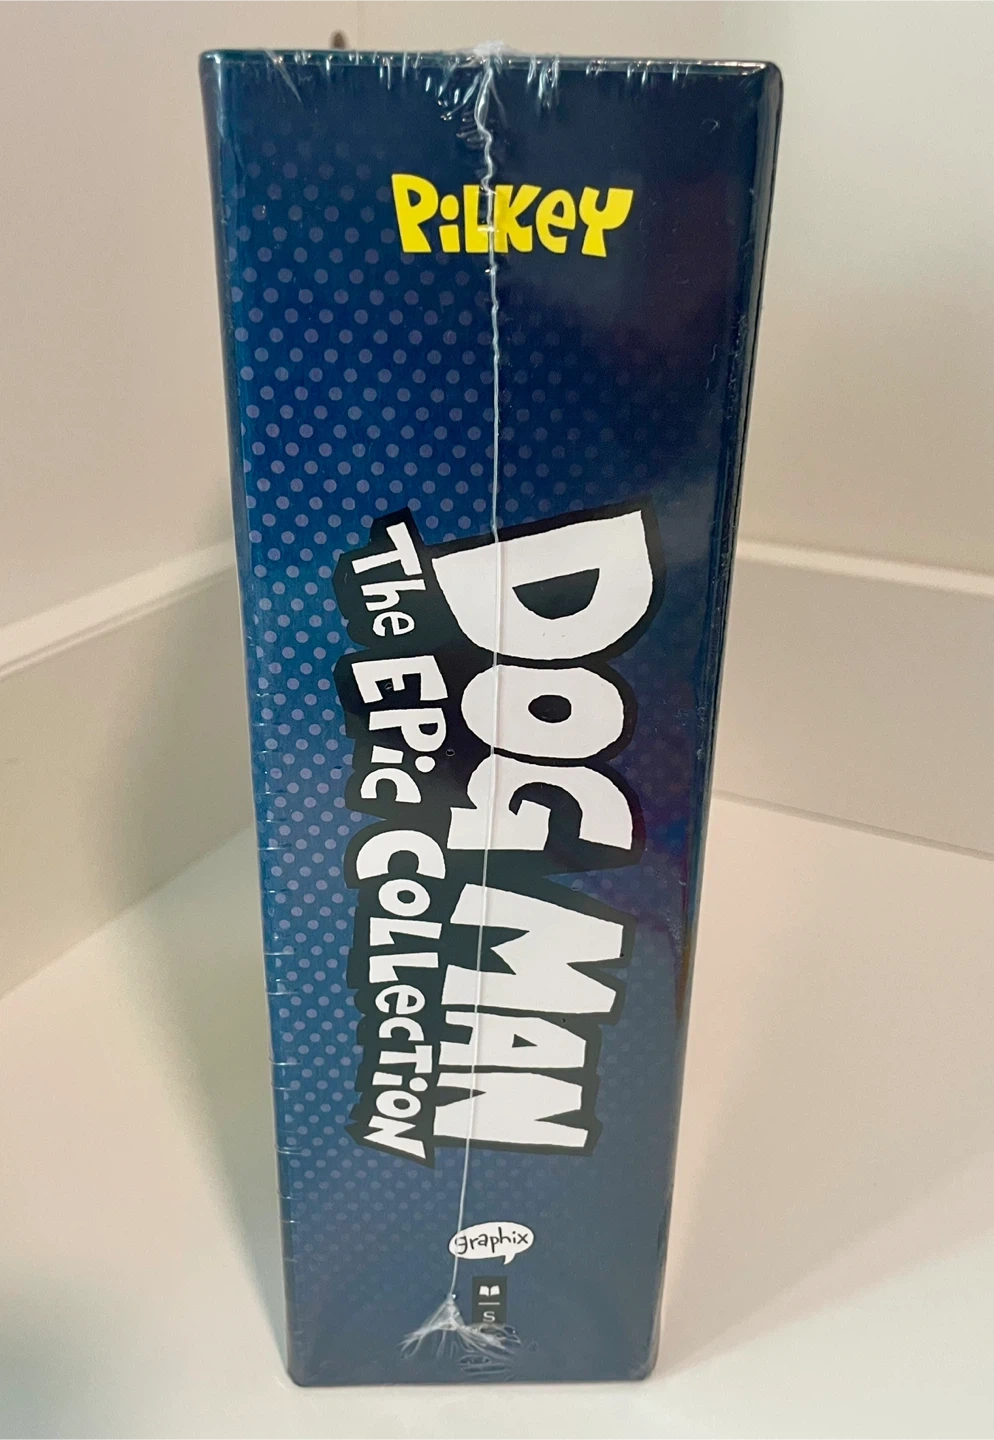 PiLKeY
DOG MAN
The EPic COLLeCTiON
graphix
S